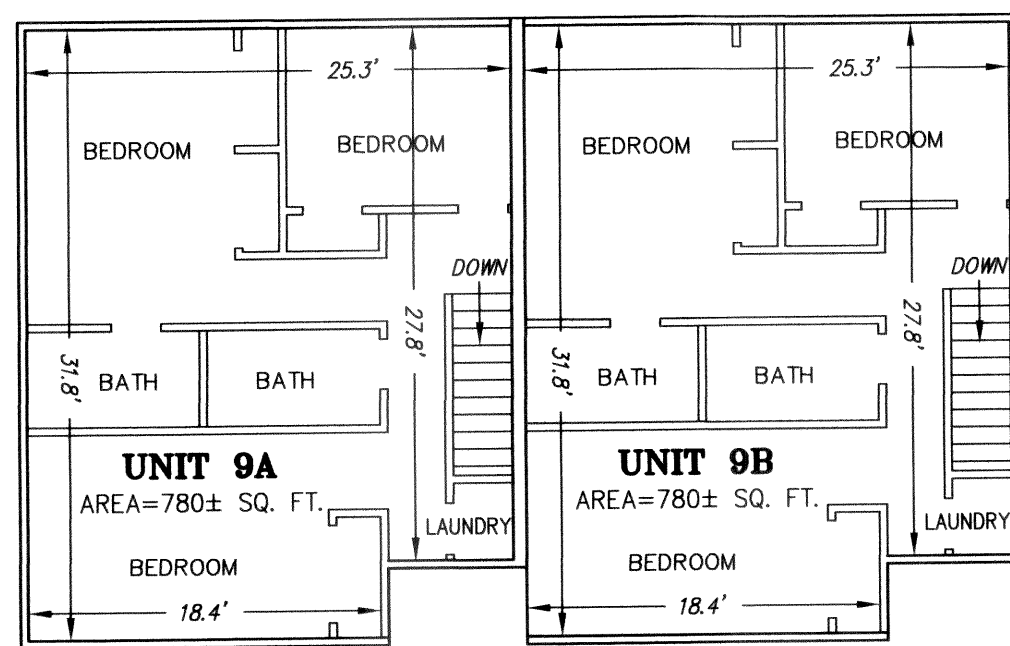 25.3'
BEDROOM
BEDROOM
DOWN
27.8'
31.8'
BATH
BATH
UNIT 9A
AREA=780± SQ. FT.
LAUNDRY
BEDROOM
18.4'
25.3'
BEDROOM
BEDROOM
DOWN
27.8'
31.8'
BATH
BATH
UNIT 9B
AREA=780± SQ. FT.
LAUNDRY
BEDROOM
18.4'